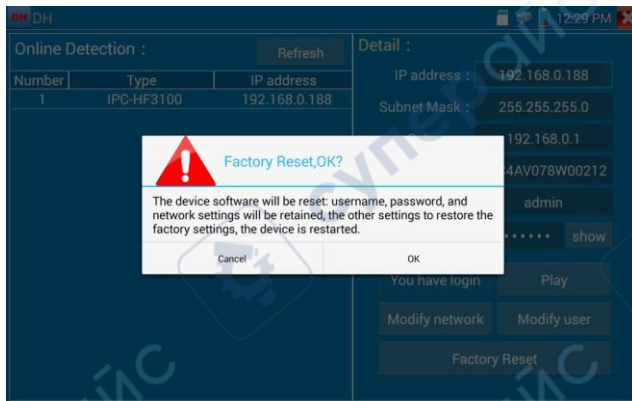 DH DH
12:29 PM
Online Detection :
Refresh
Number Type IP address
1 IPC-HF3100 192.168.0.188
Detail :
IP address : 192.168.0.188
Subnet Mask : 255.255.255.0
192.168.0.1
4AV078W00212
admin
•••••• show
You have login Play
Modify network Modify user
Factory Reset
Factory Reset,OK?
The device software will be reset: username, password, and
network settings will be retained, the other settings to restore the
factory settings, the device is restarted.
Cancel OK